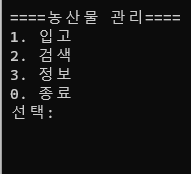 ====농산물 관리====
1. 입고
2. 검색
3. 정보
0. 종료
선택: